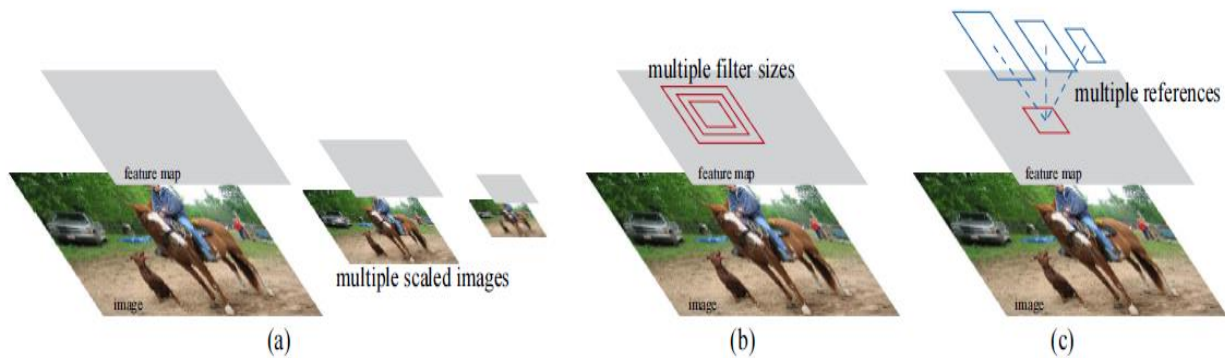 feature map
image
multiple scaled images
(a)
multiple filter sizes
feature map
image
(b)
multiple references
feature map
image
(c)